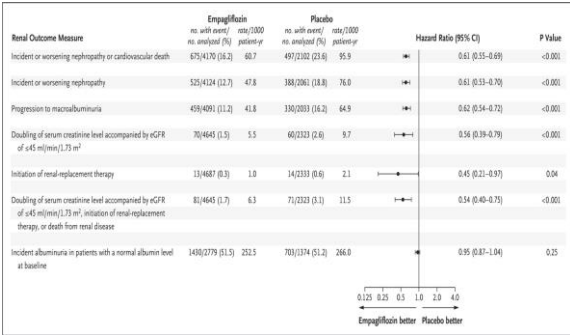 Empagliflozin Placebo
Renal Outcome Measure no. with event/ no. analyzed (%) rate/1000 patient-yr no. with event/ no. analyzed (%) rate/1000 patient-yr Hazard Ratio (95% CI) P Value
Incident or worsening nephropathy or cardiovascular death 675/4170 (16.2) 60.7 497/2102 (23.6) 95.9 0.61 (0.55–0.69) <0.001
Incident or worsening nephropathy 525/4124 (12.7) 47.8 388/2061 (18.8) 76.0 0.61 (0.53–0.70) <0.001
Progression to macroalbuminuria 459/4091 (11.2) 41.8 330/2033 (16.2) 64.9 0.62 (0.54–0.72) <0.001
Doubling of serum creatinine level accompanied by eGFR 70/4645 (1.5) 5.5 60/2323 (2.6) 9.7 0.56 (0.39–0.79) <0.001
of ≤45 ml/min/1.73 m²
Initiation of renal-replacement therapy 13/4687 (0.3) 1.0 14/2333 (0.6) 2.1 0.45 (0.21–0.97) 0.04
Doubling of serum creatinine level accompanied by eGFR 81/4645 (1.7) 6.3 71/2323 (3.1) 11.5 0.54 (0.40–0.75) <0.001
of ≤45 ml/min/1.73 m², initiation of renal-replacement
therapy, or death from renal disease
Incident albuminuria in patients with a normal albumin level 1430/2779 (51.5) 252.5 703/1374 (51.2) 266.0 0.95 (0.87–1.04) 0.25
at baseline
0.125 0.25 0.5 1.0 2.0 4.0
Empagliflozin better Placebo better